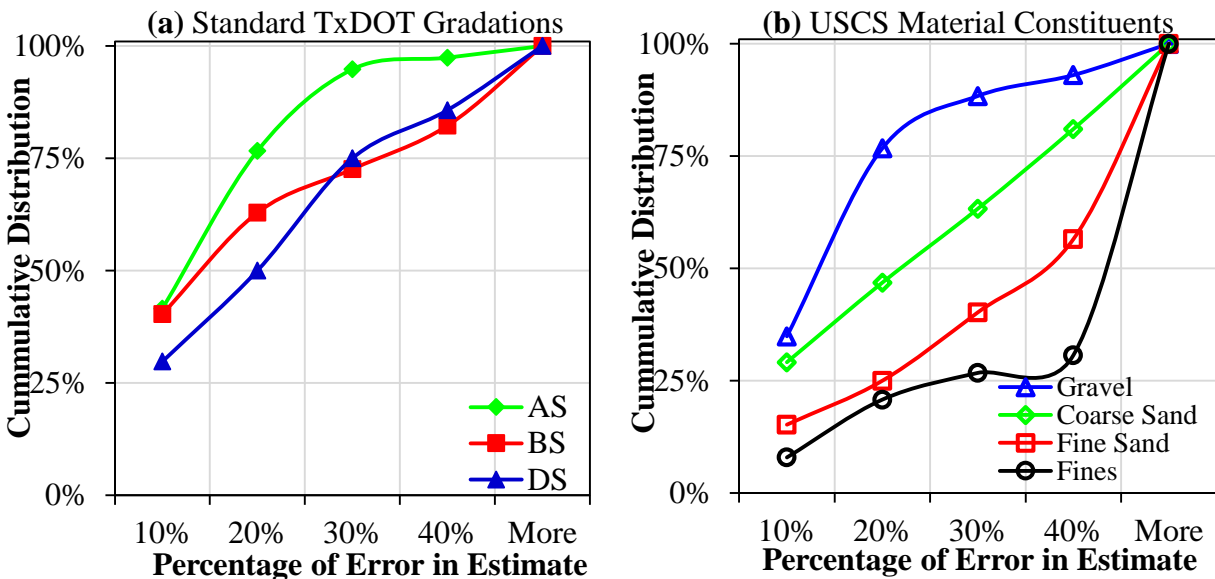 (a) Standard TxDOT Gradations
Cummulative Distribution
100%
75%
50%
25%
0%
AS
BS
DS
10% 20% 30% 40% More
Percentage of Error in Estimate
(b) USCS Material Constituents
Cummulative Distribution
100%
75%
50%
25%
0%
Gravel
Coarse Sand
Fine Sand
Fines
10% 20% 30% 40% More
Percentage of Error in Estimate